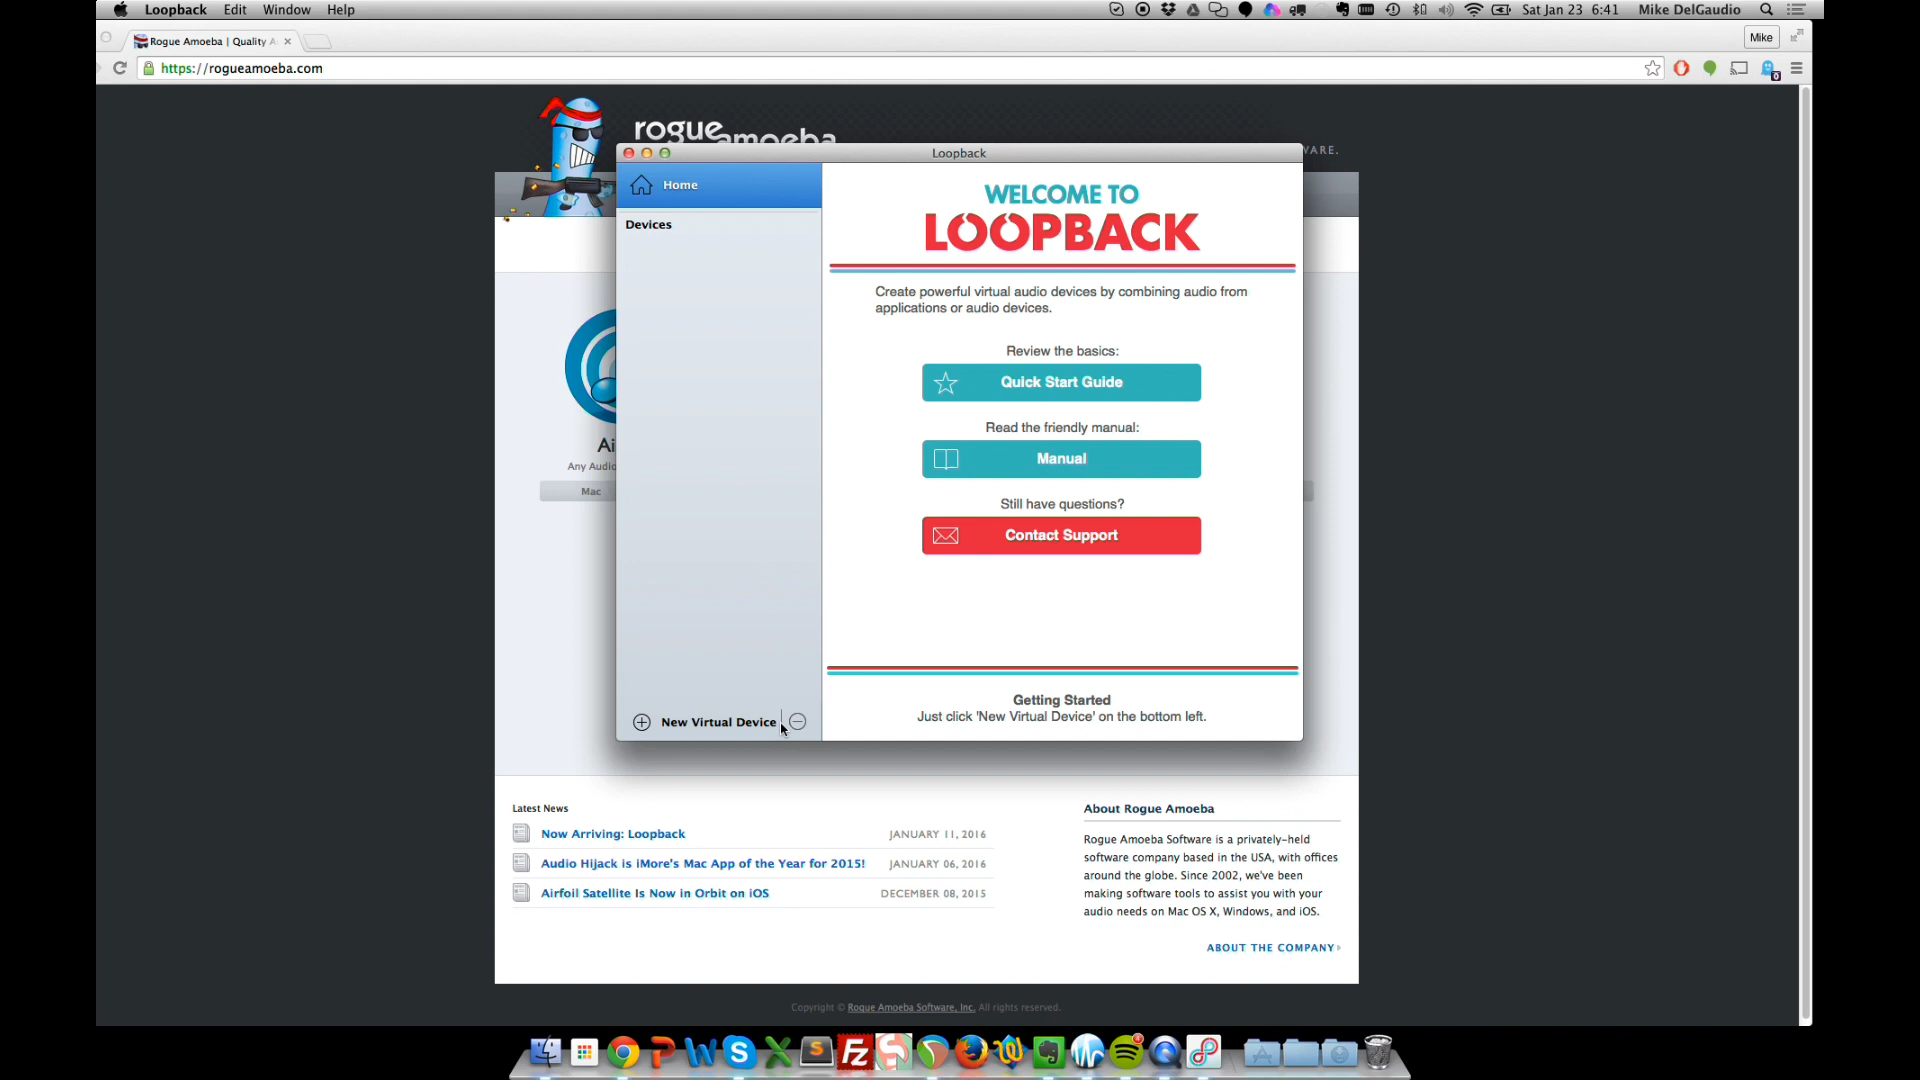 Loopback Edit Window Help Sat Jan 23 6:41 Mike DelGaudio
Rogue Amoeba | Quality A
Mike
https://rogueamoeba.com
0
rogue
amoeba
WARE.
Loopback
Home
Devices
WELCOME TO
LOOPBACK
Create powerful virtual audio devices by combining audio from
applications or audio devices.
Review the basics:
Quick Start Guide
Read the friendly manual:
Manual
Still have questions?
Contact Support
Ai
Any Audio
Mac
New Virtual Device
Getting Started
Just click 'New Virtual Device' on the bottom left.
Latest News
Now Arriving: Loopback JANUARY 11, 2016
Audio Hijack is iMore's Mac App of the Year for 2015! JANUARY 06, 2016
Airfoil Satellite Is Now in Orbit on iOS DECEMBER 08, 2015
About Rogue Amoeba
Rogue Amoeba Software is a privately-held
software company based in the USA, with offices
around the globe. Since 2002, we've been
making software tools to assist you with your
audio needs on Mac OS X, Windows, and iOS.
ABOUT THE COMPANY
Copyright © Rogue Amoeba Software, Inc. All rights reserved.